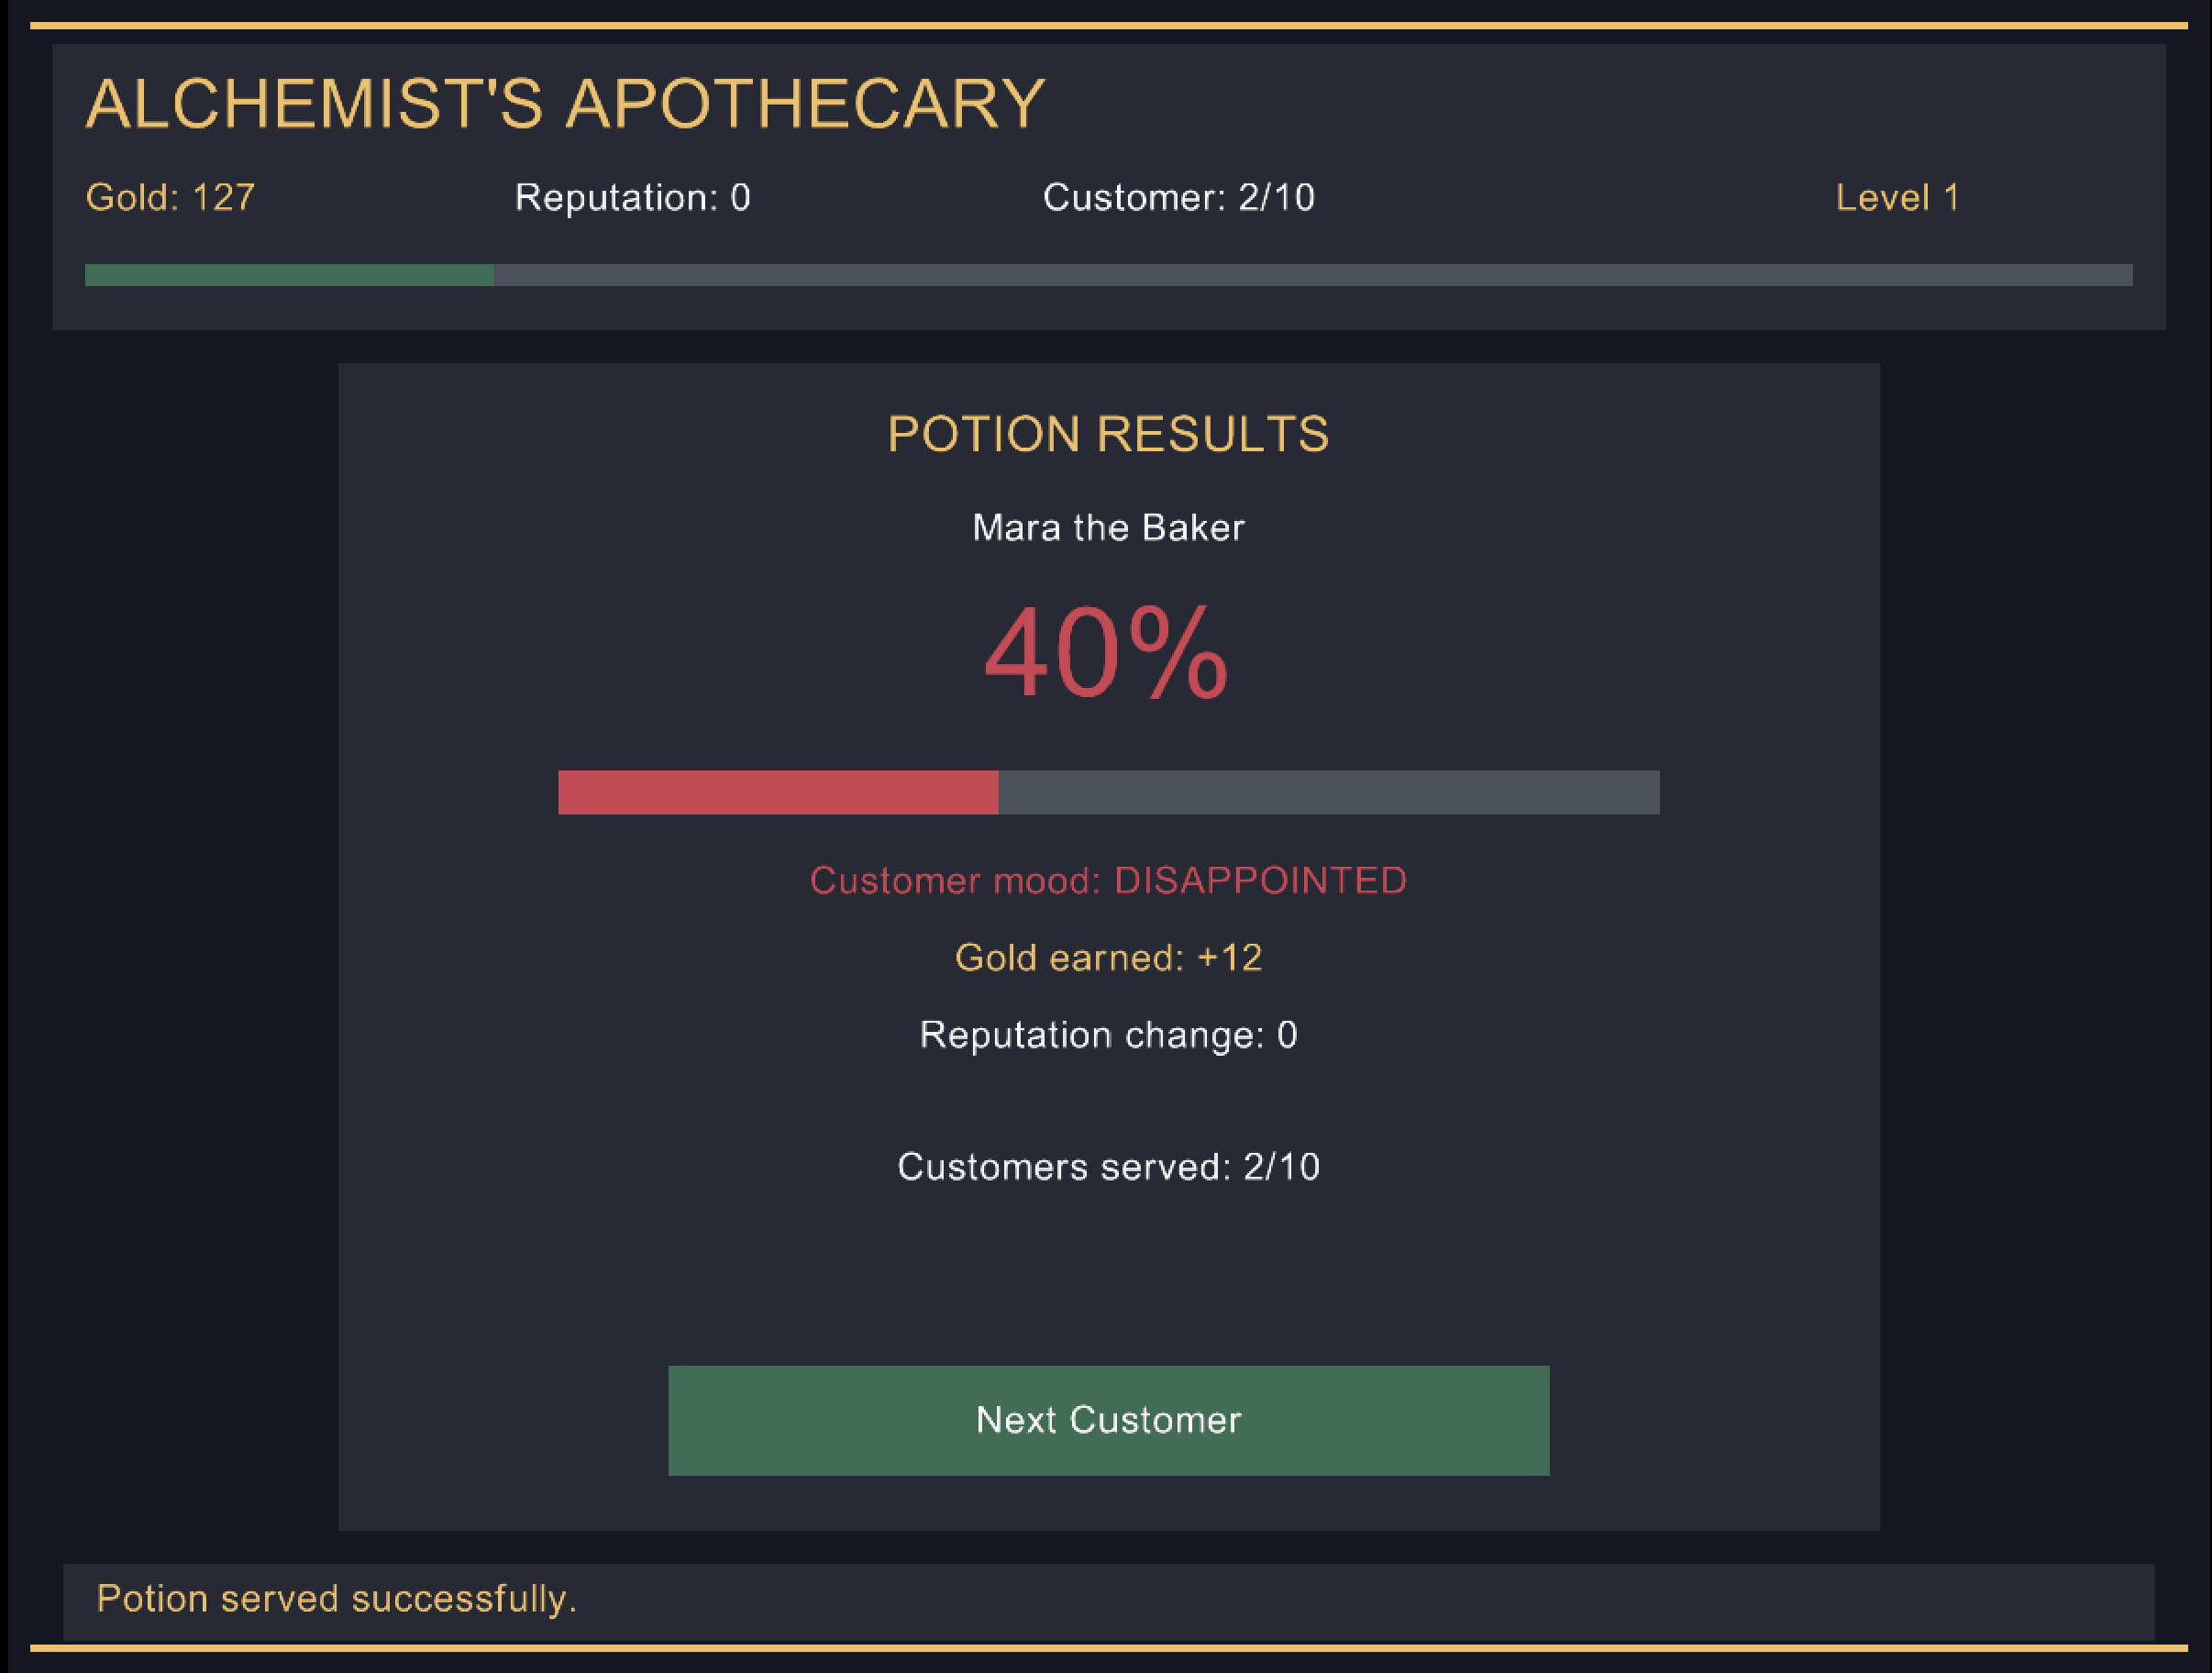 ALCHEMIST'S APOTHECARY
Gold: 127 Reputation: 0 Customer: 2/10 Level 1
POTION RESULTS
Mara the Baker
40%
Customer mood: DISAPPOINTED
Gold earned: +12
Reputation change: 0
Customers served: 2/10
Next Customer
Potion served successfully.